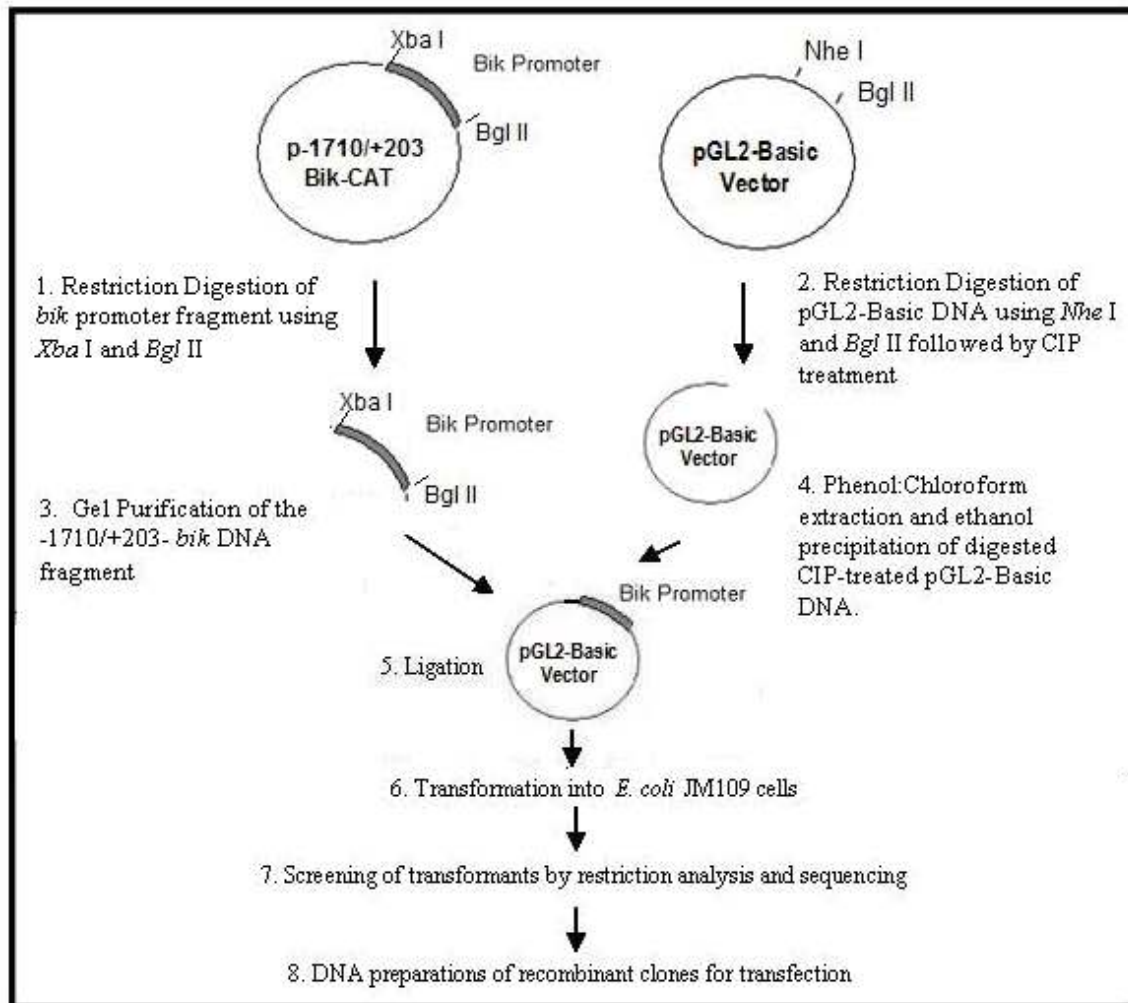 Xba I
Bik Promoter
Bgl II
p-1710/+203
Bik-CAT
Nhe I
Bgl II
pGL2-Basic
Vector
1. Restriction Digestion of
bik promoter fragment using
Xba I and Bgl II
2. Restriction Digestion of
pGL2-Basic DNA using Nhe I
and Bgl II followed by CIP
treatment
Xba I
Bik Promoter
Bgl II
pGL2-Basic
Vector
3. Gel Purification of the
-1710/+203- bik DNA
fragment
4. Phenol:Chloroform
extraction and ethanol
precipitation of digested
CIP-treated pGL2-Basic
DNA.
Bik Promoter
5. Ligation
pGL2-Basic
Vector
6. Transformation into E. coli JM109 cells
7. Screening of transformants by restriction analysis and sequencing
8. DNA preparations of recombinant clones for transfection